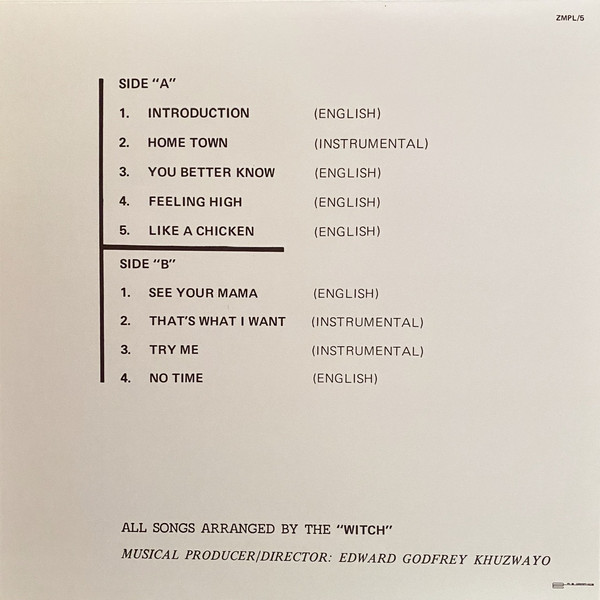 ZMPL/5
SIDE "A"
1. INTRODUCTION (ENGLISH)
2. HOME TOWN (INSTRUMENTAL)
3. YOU BETTER KNOW (ENGLISH)
4. FEELING HIGH (ENGLISH)
5. LIKE A CHICKEN (ENGLISH)
SIDE "B"
1. SEE YOUR MAMA (ENGLISH)
2. THAT'S WHAT I WANT (INSTRUMENTAL)
3. TRY ME (INSTRUMENTAL)
4. NO TIME (ENGLISH)
ALL SONGS ARRANGED BY THE "WITCH"
MUSICAL PRODUCER/DIRECTOR: EDWARD GODFREY KHUZWAYO